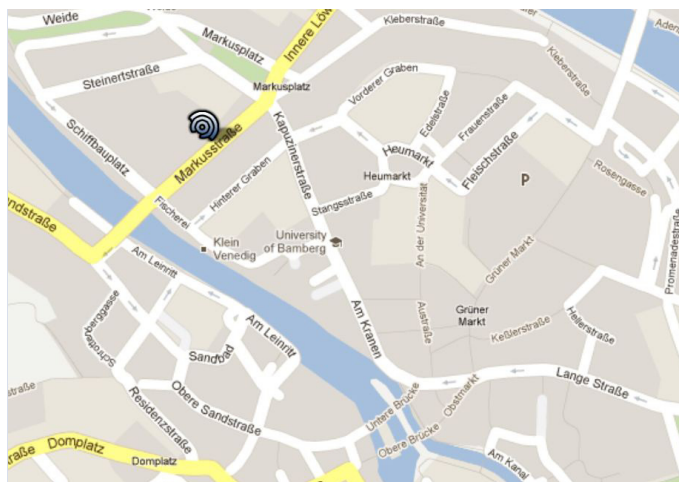 Weide
Weide
Innere Löw
Kleberstraße
Markusplatz
Kleberstraße
Steinertstraße
Markusplatz
Vorderer Graben
Schiffbauplatz
Kapuzinerstraße
Edelstraße
Frauenstraße
Markusstraße
Heumarkt
Fleischstraße
Hinterer Graben
Heumarkt
P
Rosengasse
Fischerei
Stangsstraße
An der Universität
ndstraße
Klein
Venedig
University
of Bamberg
Grüner Markt
Promenadestraße
Am Leinritt
Am Kranen
Austraße
Grüner
Markt
Hellerstraße
Keßlerstraße
Schrottenberggasse
Am Leinritt
Sandbad
Lange Straße
Obstmarkt
Untere Brücke
Obere Sandstraße
Residenzstraße
Obere Brücke
straße
Domplatz
raße
Domplatz
Am Kanal